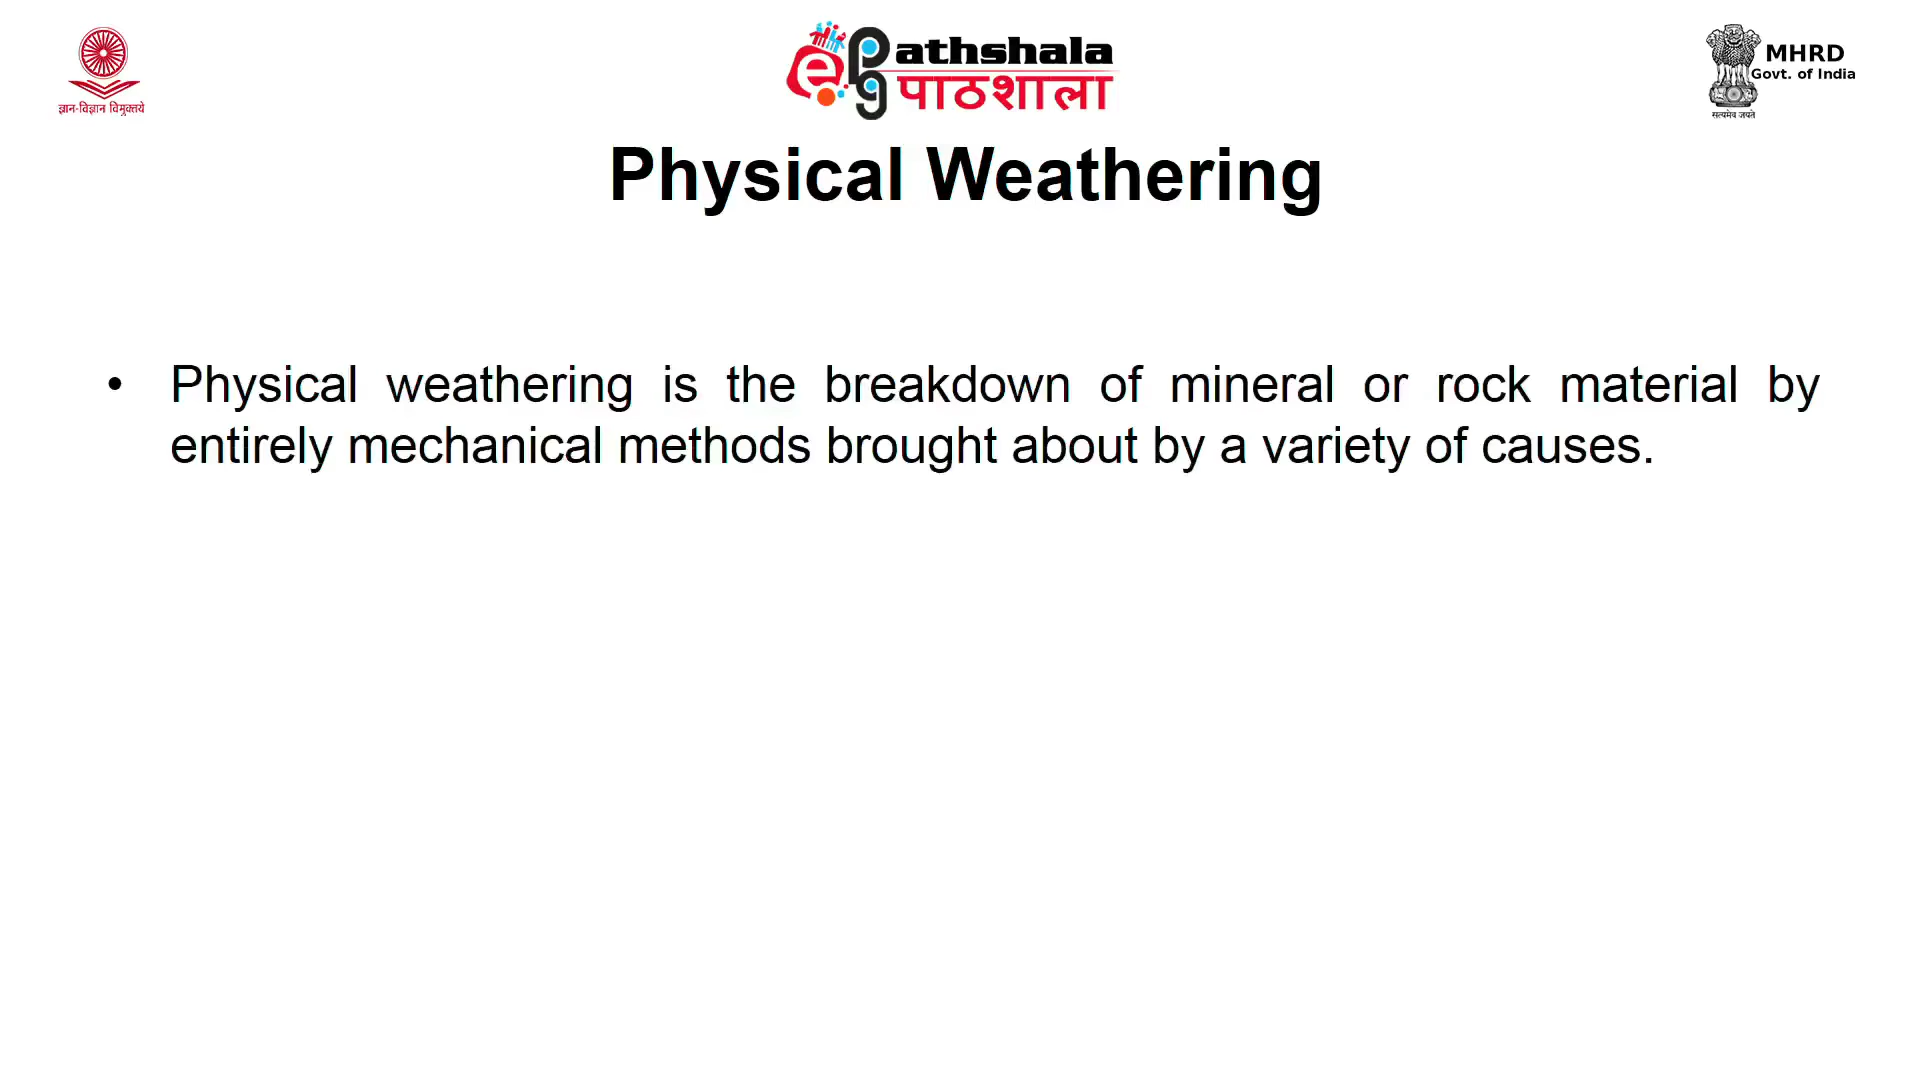 ज्ञान-विज्ञान विमुक्तये
ePG athshala
पाठशाला
MHRD
Govt. of India
सत्यमेव जयते
Physical Weathering
• Physical weathering is the breakdown of mineral or rock material by
entirely mechanical methods brought about by a variety of causes.